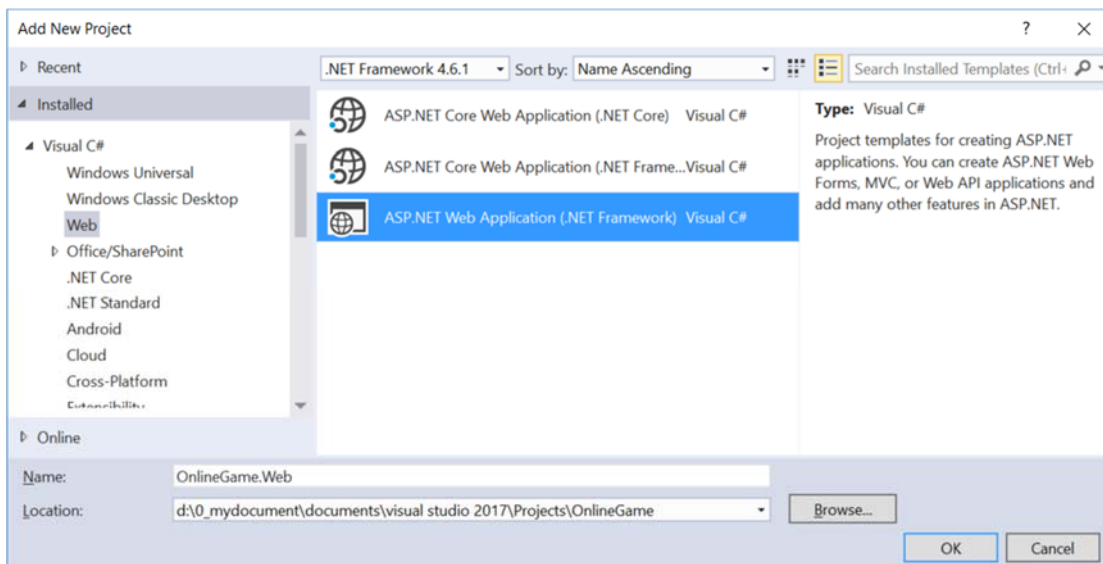 Add New Project
?
Recent
.NET Framework 4.6.1
Sort by: Name Ascending
Search Installed Templates (Ctrl+
Installed
Visual C#
Windows Universal
Windows Classic Desktop
Web
Office/SharePoint
.NET Core
.NET Standard
Android
Cloud
Cross-Platform
Extensibility
Online
ASP.NET Core Web Application (.NET Core) Visual C#
ASP.NET Core Web Application (.NET Frame...Visual C#
ASP.NET Web Application (.NET Framework) Visual C#
Type: Visual C#
Project templates for creating ASP.NET
applications. You can create ASP.NET Web
Forms, MVC, or Web API applications and
add many other features in ASP.NET.
Name: OnlineGame.Web
Location: d:\0_mydocument\documents\visual studio 2017\Projects\OnlineGame
Browse...
OK
Cancel